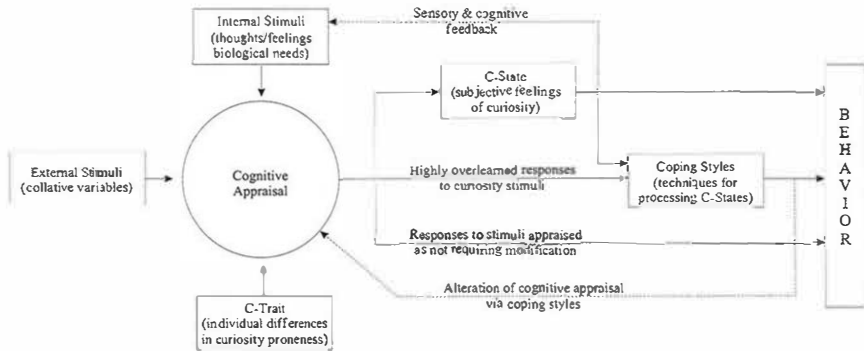 Internal Stimuli
(thoughts/feelings
biological needs)
Sensory & cognitive
feedback
C-State
(subjective feelings
of curiosity)
External Stimuli
(collative variables)
Cognitive
Appraisal
Highly overlearned responses
to curiosity stimuli
Coping Styles
(techniques for
processing C-States)
Responses to stimuli appraised
as not requiring modification
Alteration of cognitive appraisal
via coping styles
C-Trait
(individual differences
in curiosity proneness)
B
E
H
A
V
I
O
R